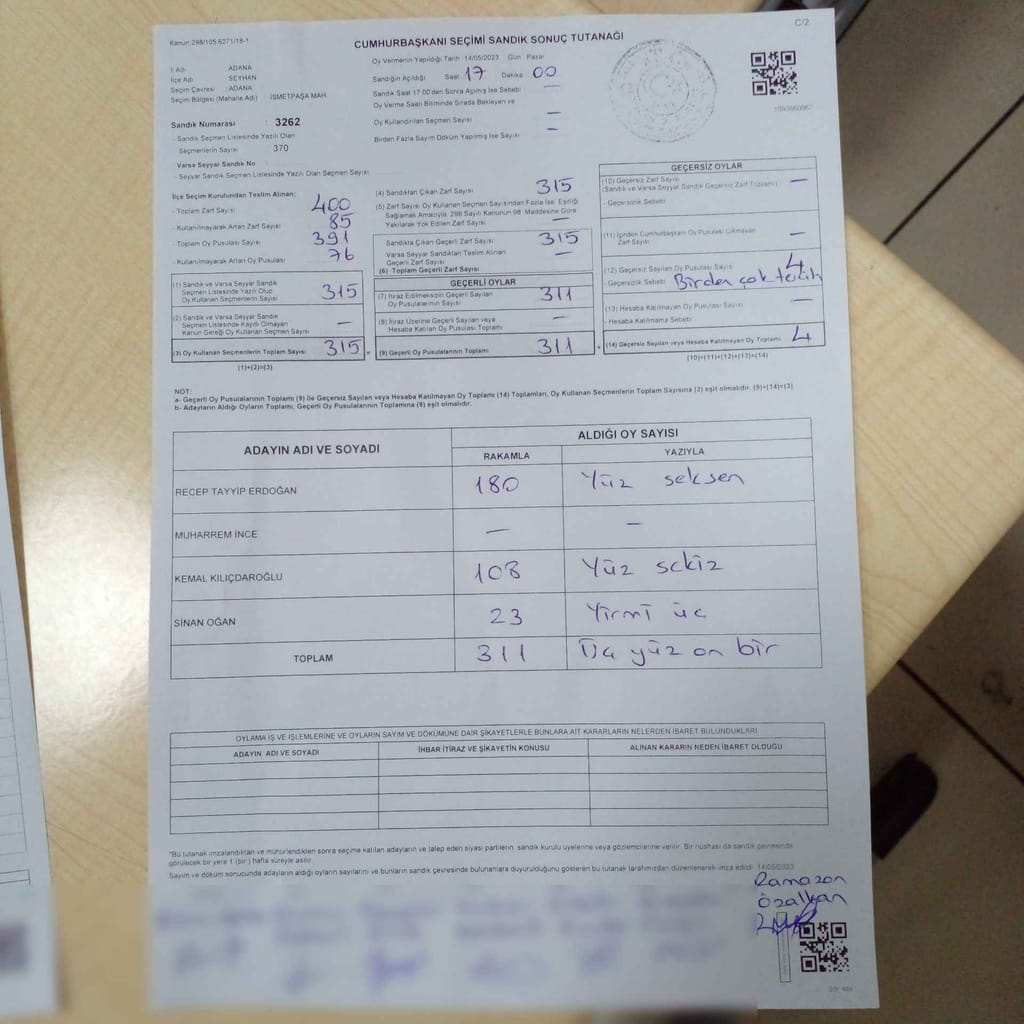 C/2
Kanun 298/105 6271/18-1
CUMHURBAŞKANI SEÇİMİ SANDIK SONUÇ TUTANAĞI
İl Adı : ADANA
İlçe Adı : SEYHAN
Seçim Çevresi : ADANA
Seçim Bölgesi (Mahalle Adı) : İSMETPAŞA MAH.
Sandık Numarası : 3262
- Sandık Seçmen Listesinde Yazılı Olan
Seçmenlerin Sayısı : 370
Varsa Seyyar Sandık No :
- Seyyar Sandık Seçmen Listesinde Yazılı Olan Seçmen Sayısı
Oy Vermenin Yapıldığı Tarih 14/05/2023 Gün Pazar
Sandığın Açıldığı Saat 17 Dakika 00
Sandık Saat 17 00'den Sonra Açılmış İse Sebebi —
Oy Verme Saati Bitiminde Sırada Bekleyen ve
Oy Kullandırılan Seçmen Sayısı —
Birden Fazla Sayım Döküm Yapılmış İse Sayısı —
İlçe Seçim Kurulundan Teslim Alınan;
- Toplam Zarf Sayısı 400
- Kullanılmayarak Artan Zarf Sayısı 85
- Toplam Oy Pusulası Sayısı 391
- Kullanılmayarak Artan Oy Pusulası 76
(1) Sandık ve Varsa Seyyar Sandık
Seçmen Listesinde Yazılı Olup
Oy Kullanan Seçmenlerin Sayısı 315
(2) Sandık ve Varsa Seyyar Sandık
Seçmen Listesinde Kayıtlı Olmayan
Kanun Gereği Oy Kullanan Seçmen Sayısı —
(3) Oy Kullanan Seçmenlerin Toplam Sayısı 315
(1)+(2)=(3)
(4) Sandıktan Çıkan Zarf Sayısı 315
(5) Zarf Sayısı Oy Kullanan Seçmen Sayısından Fazla İse, Eşitliği
Sağlamak Amacıyla, 298 Sayılı Kanunun 98. Maddesine Göre
Yakılarak Yok Edilen Zarf Sayısı —
Sandıkta Çıkan Geçerli Zarf Sayısı 315
Varsa Seyyar Sandıktan Teslim Alınan
Geçerli Zarf Sayısı —
(6) Toplam Geçerli Zarf Sayısı
GEÇERLİ OYLAR
(7) İtiraz Edilmeksizin Geçerli Sayılan
Oy Pusulalarının Sayısı 311
(8) İtiraz Üzerine Geçerli Sayılan veya
Hesaba Katılan Oy Pusulası Toplamı —
(9) Geçerli Oy Pusulalarının Toplamı 311
GEÇERSİZ OYLAR
(10) Geçersiz Zarf Sayısı —
(Sandık ve Varsa Seyyar Sandık Geçersiz Zarf Toplamı)
- Geçersizlik Sebebi
(11) İçinden Cumhurbaşkanı Oy Pusulası Çıkmayan
Zarf Sayısı —
(12) Geçersiz Sayılan Oy Pusulası Sayısı 4
- Geçersizlik Sebebi Birden çok tercih
(13) Hesaba Katılmayan Oy Pusulası Sayısı —
- Hesaba Katılmama Sebebi
(14) Geçersiz Sayılan veya Hesaba Katılmayan Oy Toplamı 4
(10)+(11)+(12)+(13)=(14)
NOT:
a- Geçerli Oy Pusulalarının Toplamı (9) ile Geçersiz Sayılan veya Hesaba Katılmayan Oy Toplamı (14) Toplamları, Oy Kullanan Seçmenlerin Toplam Sayısına (3) eşit olmalıdır. (9)+(14)=(3)
b- Adayların Aldığı Oyların Toplamı, Geçerli Oy Pusulalarının Toplamına (9) eşit olmalıdır.
ADAYIN ADI VE SOYADI ALDIĞI OY SAYISI
RAKAMLA YAZIYLA
RECEP TAYYİP ERDOĞAN 180 Yüz seksen
MUHARREM İNCE — —
KEMAL KILIÇDAROĞLU 108 Yüz sekiz
SİNAN OĞAN 23 Yirmi üç
TOPLAM 311 Üç yüz on bir
OYLAMA İŞ VE İŞLEMLERİNE VE OYLARIN SAYIM VE DÖKÜMÜNE DAİR ŞİKAYETLERLE BUNLARA AİT KARARLARIN NELERDEN İBARET BULUNDUKLARI
ADAYIN ADI VE SOYADI İHBAR İTİRAZ VE ŞİKAYETİN KONUSU ALINAN KARARIN NEDEN İBARET OLDUĞU
"Bu tutanak imzalandıktan ve mühürlendikten sonra seçime katılan adayların ve talep eden siyasi partilerin sandık kurulu üyelerine veya gözlemcilerine verilir. Bir nüshası da sandık çevresinde
görülecek bir yere 1 (bir) hafta süreyle asılır.
Sayım ve döküm sonucunda adayların aldığı oyların sayılarını ve bunların sandık çevresinde bulunanlara duyurulduğunu gösteren bu tutanak tarafımızdan düzenlenerek imza edildi- 14/05/2023
Ramazan
Özalkan